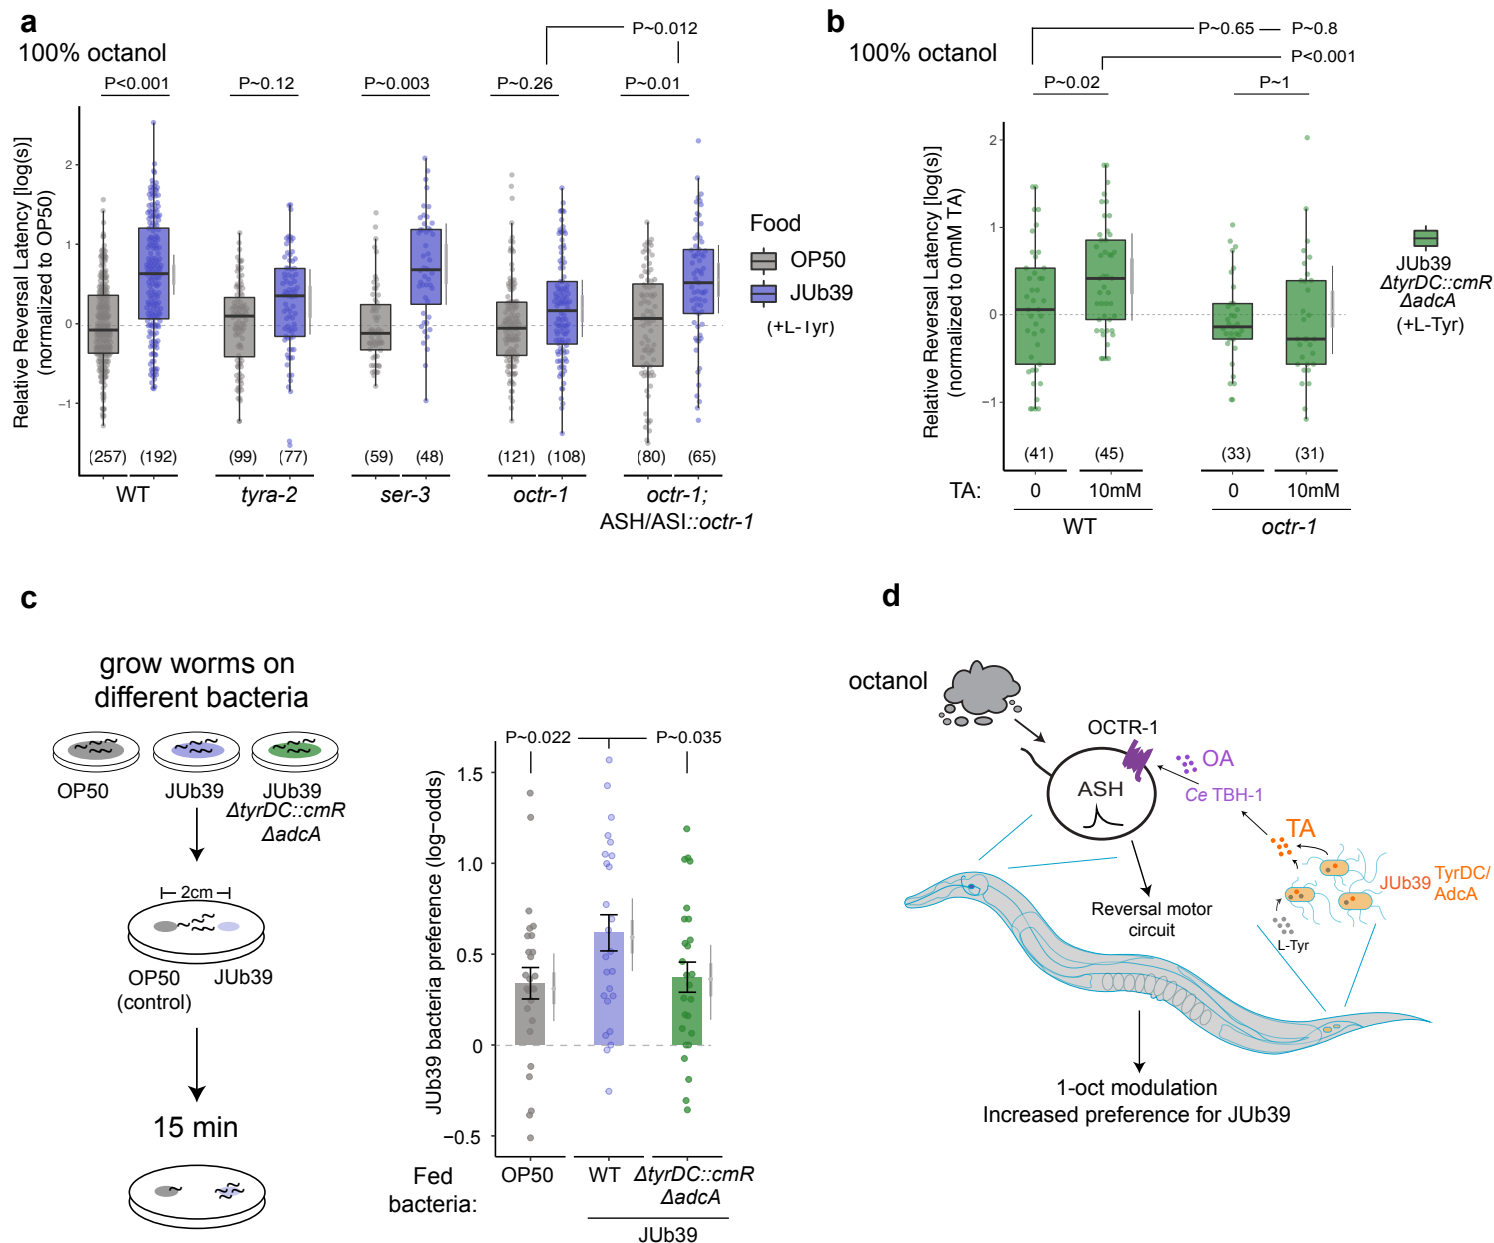 a
100% octanol
P~0.012
P<0.001
P~0.12
P~0.003
P~0.26
P~0.01
Relative Reversal Latency [log(s)]
(normalized to OP50)
2
1
0
−1
(257)
(192)
(99)
(77)
(59)
(48)
(121)
(108)
(80)
(65)
WT
tyra-2
ser-3
octr-1
octr-1;
ASH/ASI::octr-1
Food
OP50
JUb39
(+L-Tyr)
b
100% octanol
P~0.65
P~0.8
P<0.001
P~0.02
P~1
Relative Reversal Latency [log(s)]
(normalized to 0mM TA)
2
1
0
−1
(41)
(45)
(33)
(31)
TA:
0
10mM
0
10mM
WT
octr-1
JUb39
ΔtyrDC::cmR
ΔadcA
(+L-Tyr)
c
grow worms on
different bacteria
OP50
JUb39
JUb39
ΔtyrDC::cmR
ΔadcA
2cm
OP50
(control)
JUb39
15 min
P~0.022
P~0.035
JUb39 bacteria preference (log−odds)
1.5
1.0
0.5
0
−0.5
Fed
bacteria:
OP50
WT
ΔtyrDC::cmR
ΔadcA
JUb39
d
octanol
OCTR-1
ASH
OA
Ce TBH-1
TA
JUb39
TyrDC/
AdcA
L-Tyr
Reversal motor
circuit
1-oct modulation
Increased preference for JUb39